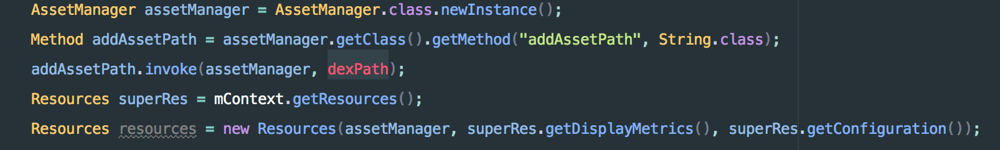 AssetManager assetManager = AssetManager.class.newInstance();
Method addAssetPath = assetManager.getClass().getMethod("addAssetPath", String.class);
addAssetPath.invoke(assetManager, dexPath);
Resources superRes = mContext.getResources();
Resources resources = new Resources(assetManager, superRes.getDisplayMetrics(), superRes.getConfiguration());